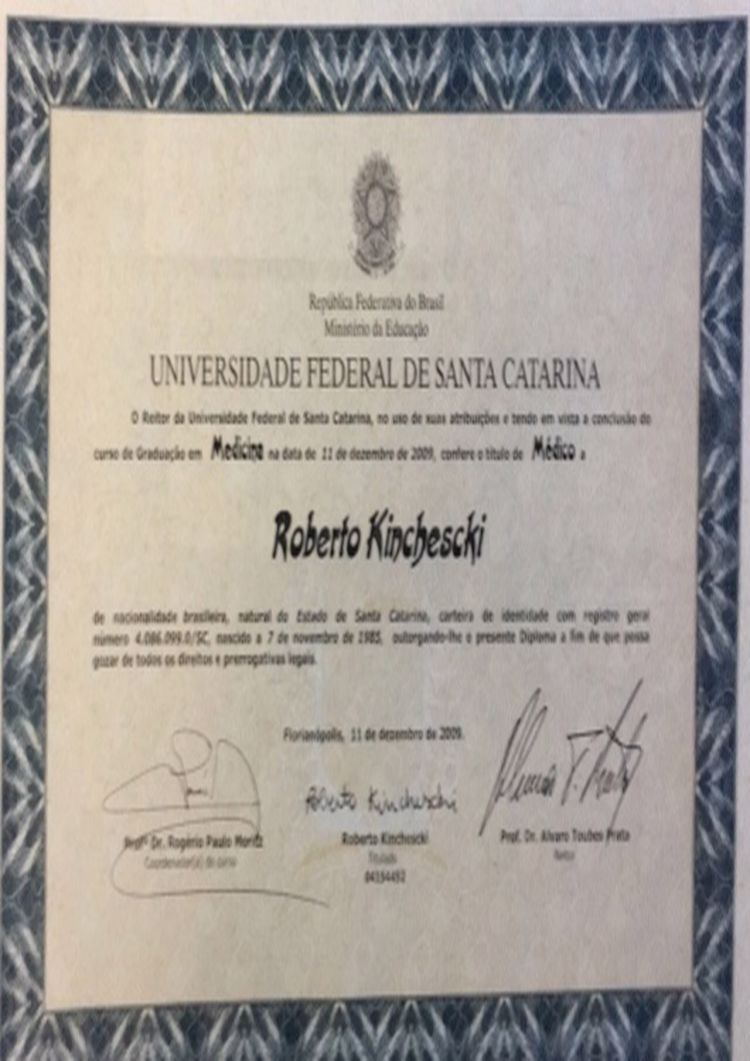 República Federativa do Brasil
Ministério da Educação
UNIVERSIDADE FEDERAL DE SANTA CATARINA
O Reitor da Universidade Federal de Santa Catarina, no uso de suas atribuições e tendo em vista a conclusão do
curso de Graduação em Medicina na data de 11 de dezembro de 2009, confere o título de Médico a
Roberto Kinchescki
de nacionalidade brasileira, natural do Estado de Santa Catarina, carteira de identidade com registro geral
número 4.086.099.0/SC, nascido a 7 de novembro de 1985, outorgando-lhe o presente Diploma a fim de que possa
gozar de todos os direitos e prerrogativas legais.
Florianópolis, 11 de dezembro de 2009.
Roberto Kinchescki
Profº Dr. Rogério Paulo Moritz
Coordenador(a) do curso
Roberto Kinchescki
Titulado
04194492
Prof. Dr. Alvaro Toubes Prata
Reitor